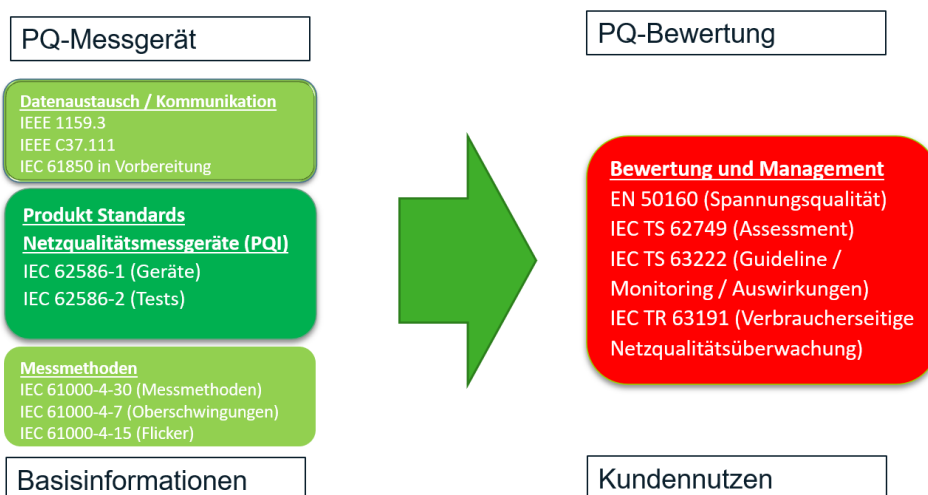 PQ-Messgerät
Datenaustausch / Kommunikation
IEEE 1159.3
IEEE C37.111
IEC 61850 in Vorbereitung
Produkt Standards
Netzqualitätsmessgeräte (PQI)
IEC 62586-1 (Geräte)
IEC 62586-2 (Tests)
Messmethoden
IEC 61000-4-30 (Messmethoden)
IEC 61000-4-7 (Oberschwingungen)
IEC 61000-4-15 (Flicker)
Basisinformationen
PQ-Bewertung
Bewertung und Management
EN 50160 (Spannungsqualität)
IEC TS 62749 (Assessment)
IEC TS 63222 (Guideline /
Monitoring / Auswirkungen)
IEC TR 63191 (Verbraucherseitige
Netzqualitätsüberwachung)
Kundennutzen